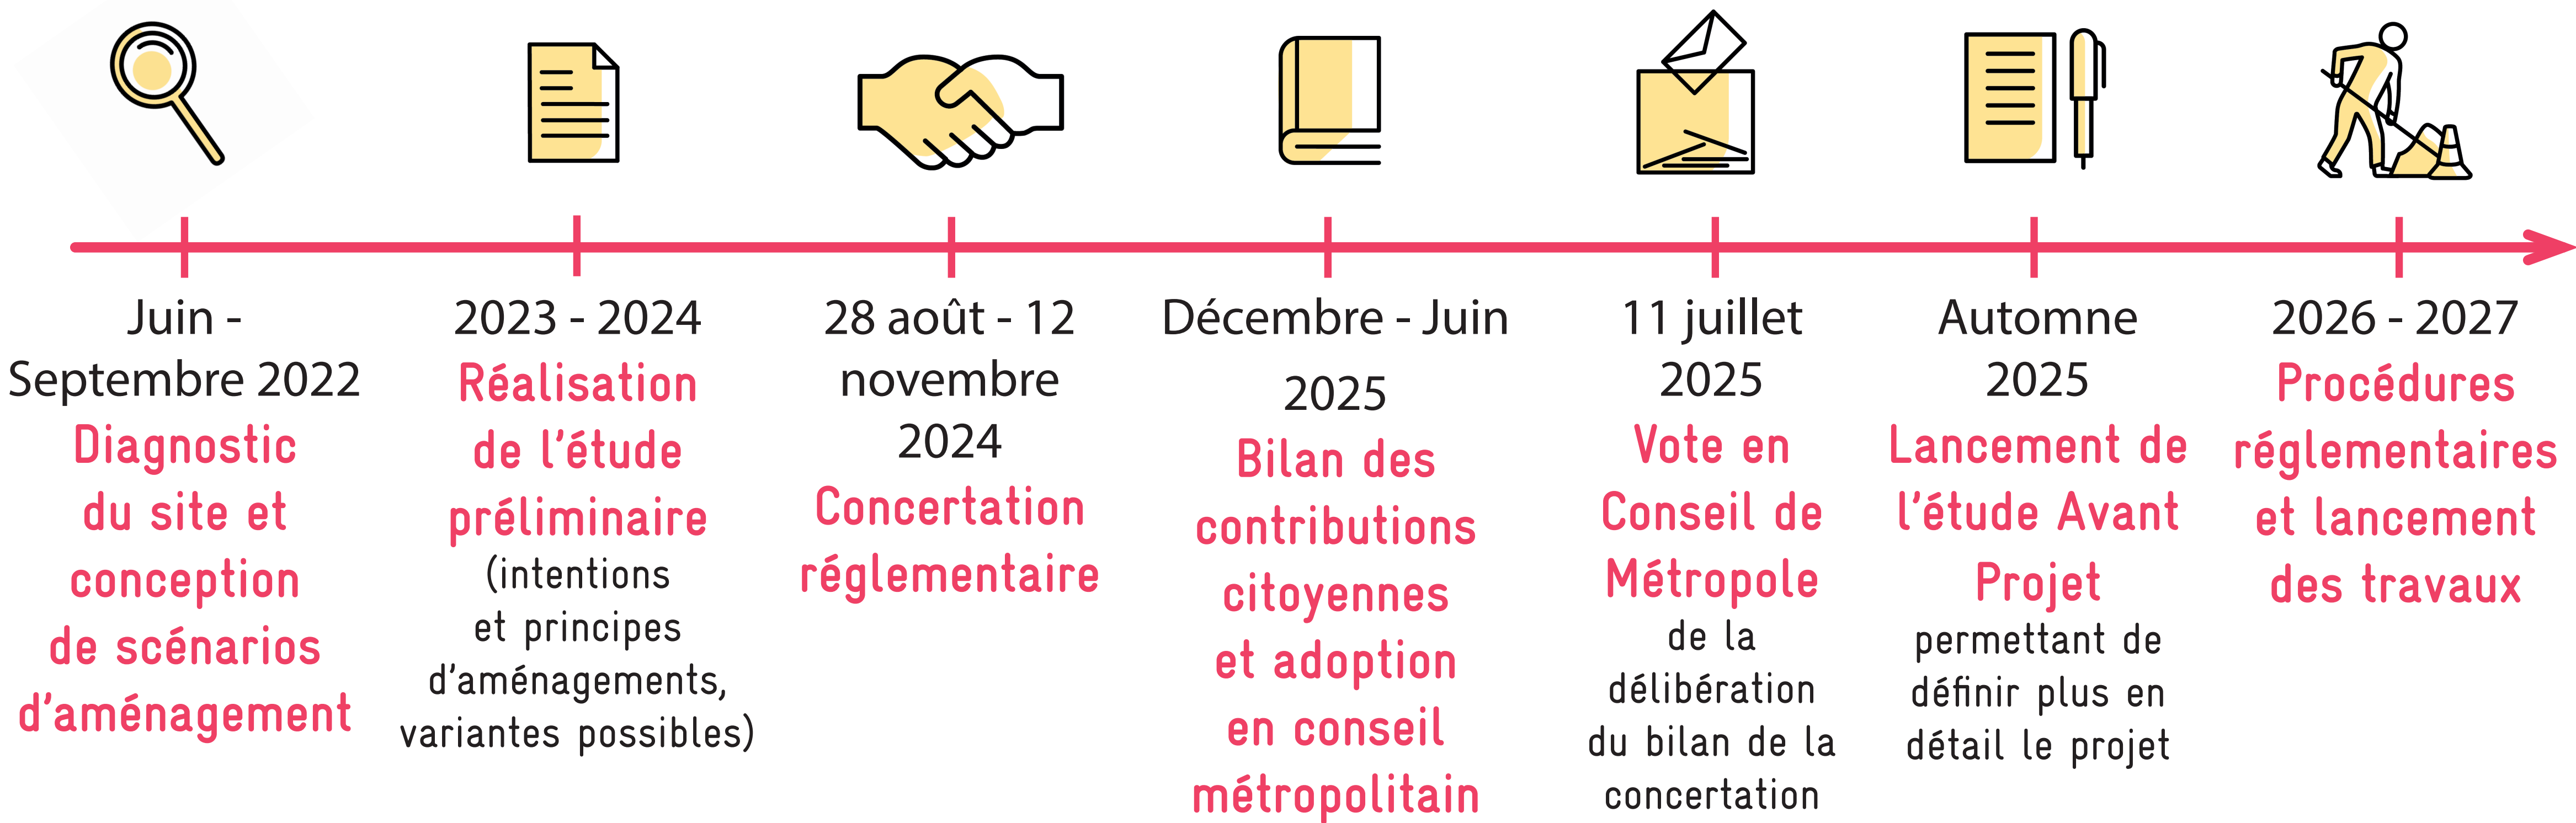 Juin -
Septembre 2022
Diagnostic
du site et
conception
de scénarios
d'aménagement
2023 - 2024
Réalisation
de l'étude
préliminaire
(intentions
et principes
d'aménagements,
variantes possibles)
28 août - 12
novembre
2024
Concertation
réglementaire
Décembre - Juin
2025
Bilan des
contributions
citoyennes
et adoption
en conseil
métropolitain
11 juillet
2025
Vote en
Conseil de
Métropole
de la
délibération
du bilan de la
concertation
Automne
2025
Lancement de
l'étude Avant
Projet
permettant de
définir plus en
détail le projet
2026 - 2027
Procédures
réglementaires
et lancement
des travaux